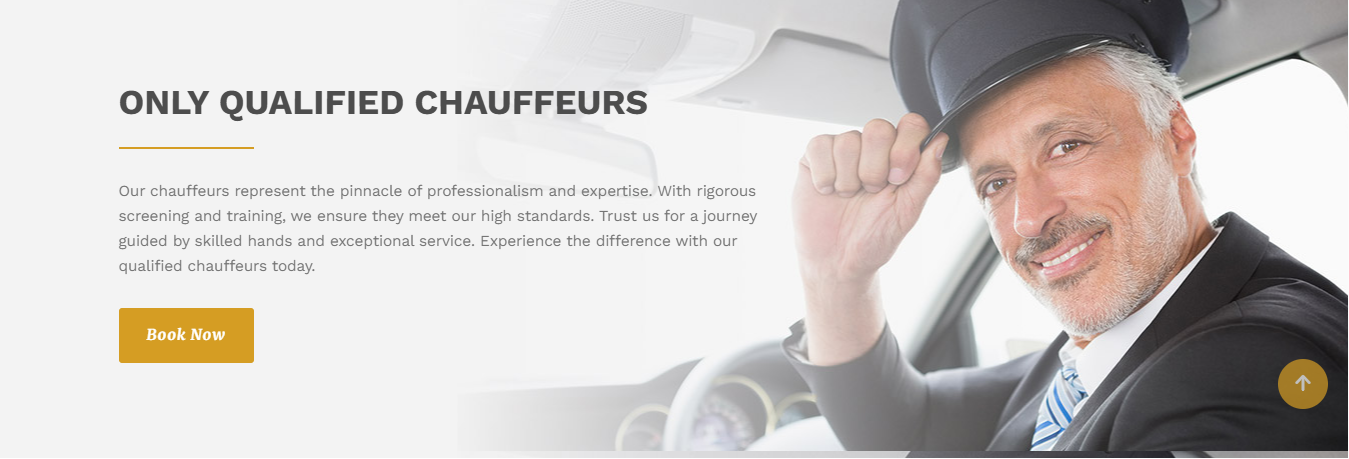 ONLY QUALIFIED CHAUFFEURS
Our chauffeurs represent the pinnacle of professionalism and expertise. With rigorous
screening and training, we ensure they meet our high standards. Trust us for a journey
guided by skilled hands and exceptional service. Experience the difference with our
qualified chauffeurs today.
Book Now